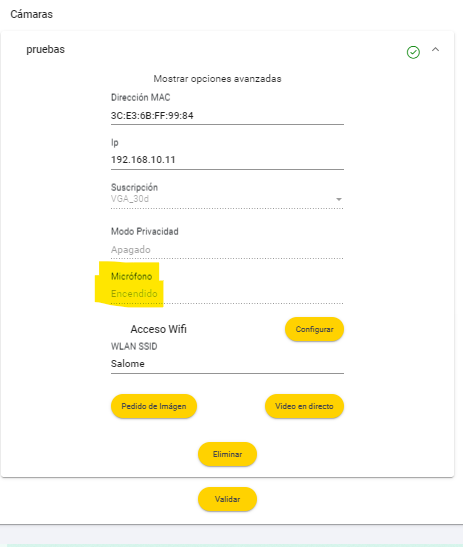 Cámaras
pruebas
Mostrar opciones avanzadas
Dirección MAC
3C:E3:6B:FF:99:84
Ip
192.168.10.11
Suscripción
VGA_30d
Modo Privacidad
Apagado
Micrófono
Encendido
Acceso Wifi
Configurar
WLAN SSID
Salome
Pedido de Imágen
Video en directo
Eliminar
Validar